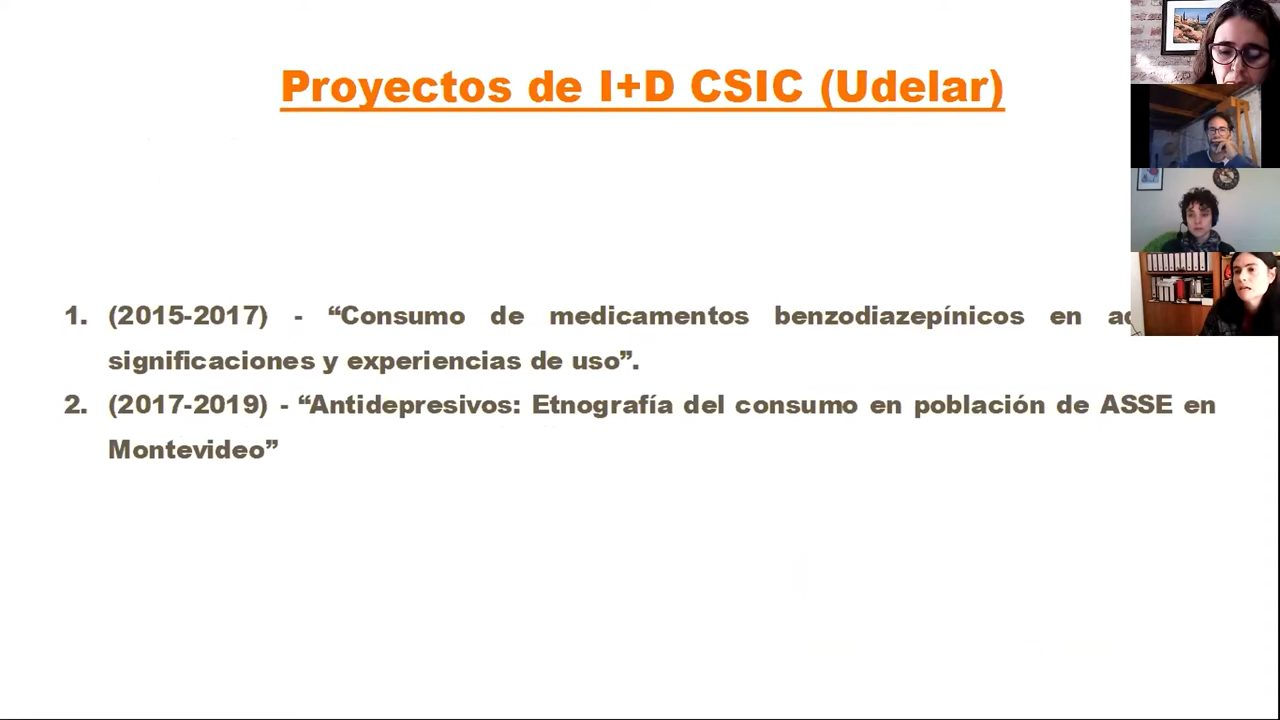 Proyectos de I+D CSIC (Udelar)
1. (2015-2017) - “Consumo de medicamentos benzodiazepínicos en
significaciones y experiencias de uso”.
2. (2017-2019) - “Antidepresivos: Etnografía del consumo en población de ASSE en
Montevideo”